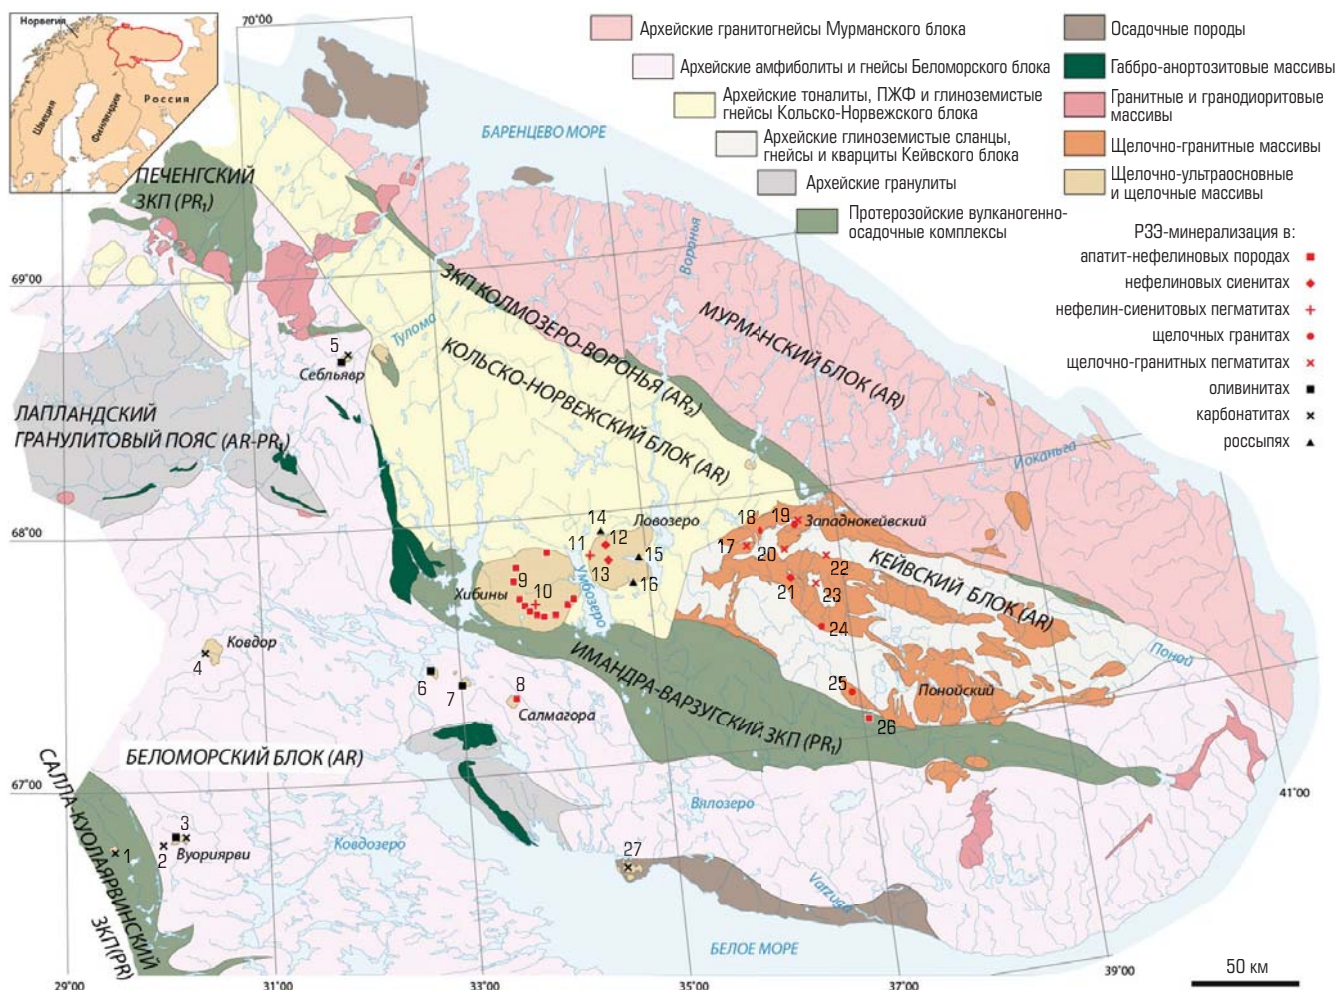 Норвегия
Швеция
Финляндия
Россия
70°00
Архейские гранитогнейсы Мурманского блока
Архейские амфиболиты и гнейсы Беломорского блока
Архейские тоналиты, ПЖФ и глиноземистые
гнейсы Кольско-Норвежского блока
Архейские глиноземистые сланцы,
гнейсы и кварциты Кейвского блока
Архейские гранулиты
Протерозойские вулканогенно-
осадочные комплексы
Осадочные породы
Габбро-анортозитовые массивы
Гранитные и гранодиоритовые
массивы
Щелочно-гранитные массивы
Щелочно-ультраосновные
и щелочные массивы
РЗЭ-минерализация в:
апатит-нефелиновых породах
нефелиновых сиенитах
нефелин-сиенитовых пегматитах
щелочных гранитах
щелочно-гранитных пегматитах
оливинитах
карбонатитах
россыпях
БАРЕНЦЕВО МОРЕ
ПЕЧЕНГСКИЙ
ЗКП (PR₁)
69°00
Воронья
Тулома
ЗКП КОЛМОЗЕРО-ВОРОНЬЯ (AR₂)
МУРМАНСКИЙ БЛОК (AR)
КОЛЬСКО-НОРВЕЖСКИЙ БЛОК (AR)
5
Себльявр
ЛАПЛАНДСКИЙ
ГРАНУЛИТОВЫЙ ПОЯС (AR-PR₁)
Иоканьга
68°00
14
Ловозеро
12
11
13
15
16
18
19
Западнокейвский
17
20
22
21
23
24
КЕЙВСКИЙ БЛОК (AR)
9
10
Хибины
Умбозеро
Ковдор
4
6
7
8
Салмагора
ИМАНДРА-ВАРЗУГСКИЙ ЗКП (PR₁)
25
Понойский
26
Поной
БЕЛОМОРСКИЙ БЛОК (AR)
67°00
41°00
САЛЛА-КУОЛАЯРВИНСКИЙ
ЗКП(PR)
1
2
3
Вуориярви
Ковдозеро
Вялозеро
27
Varzuga
БЕЛОЕ МОРЕ
50 км
29°00
31°00
33°00
35°00
37°00
39°00